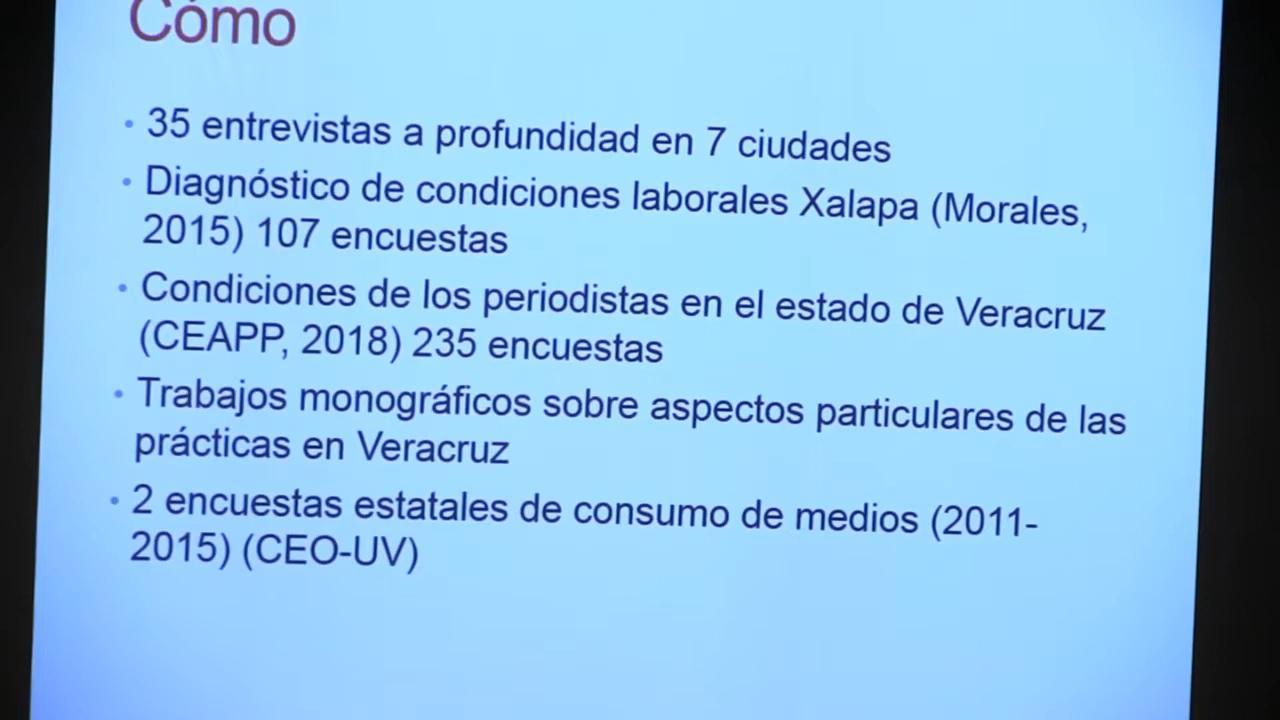 Cómo
• 35 entrevistas a profundidad en 7 ciudades
• Diagnóstico de condiciones laborales Xalapa (Morales,
2015) 107 encuestas
• Condiciones de los periodistas en el estado de Veracruz
(CEAPP, 2018) 235 encuestas
• Trabajos monográficos sobre aspectos particulares de las
prácticas en Veracruz
• 2 encuestas estatales de consumo de medios (2011-
2015) (CEO-UV)